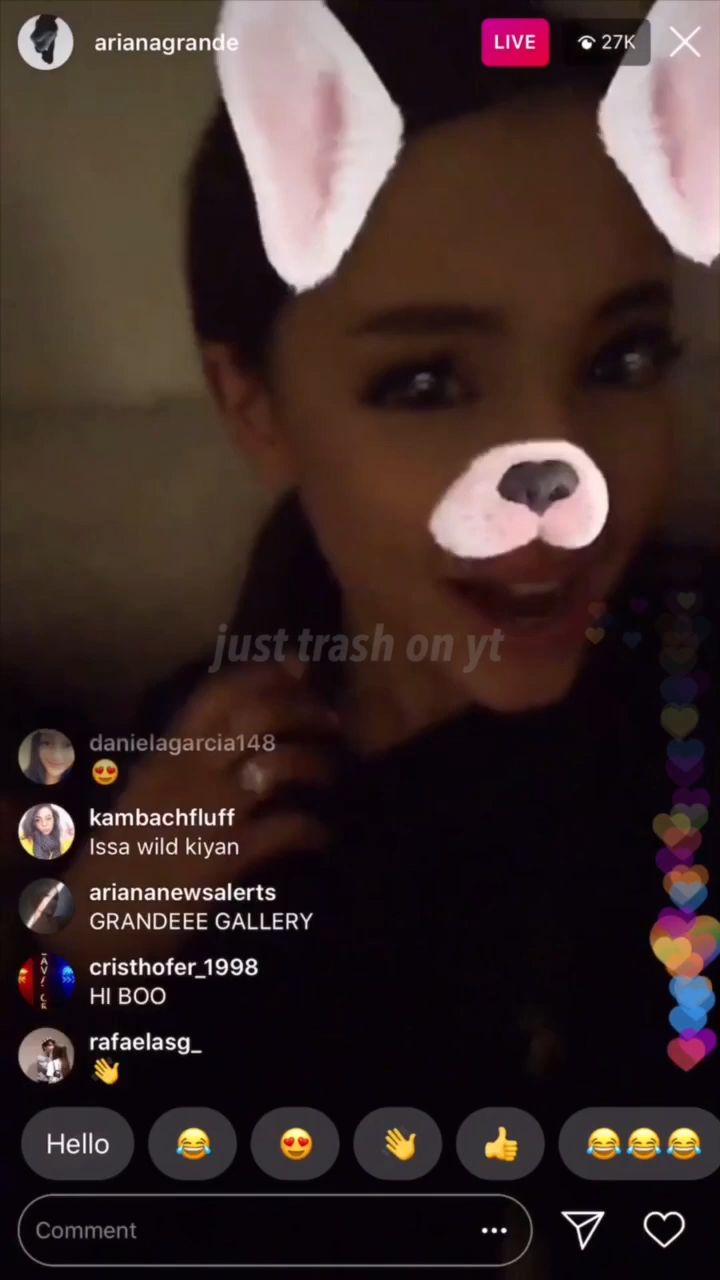 arianagrande
LIVE
27K
just trash on yt
danielagarcia148
😍
kambachfluff
Issa wild kiyan
ariananewsalerts
GRANDEEE GALLERY
cristhofer_1998
HI BOO
rafaelasg_
👋
Hello 😂 😍 👋 👍 😂😂😂
Comment